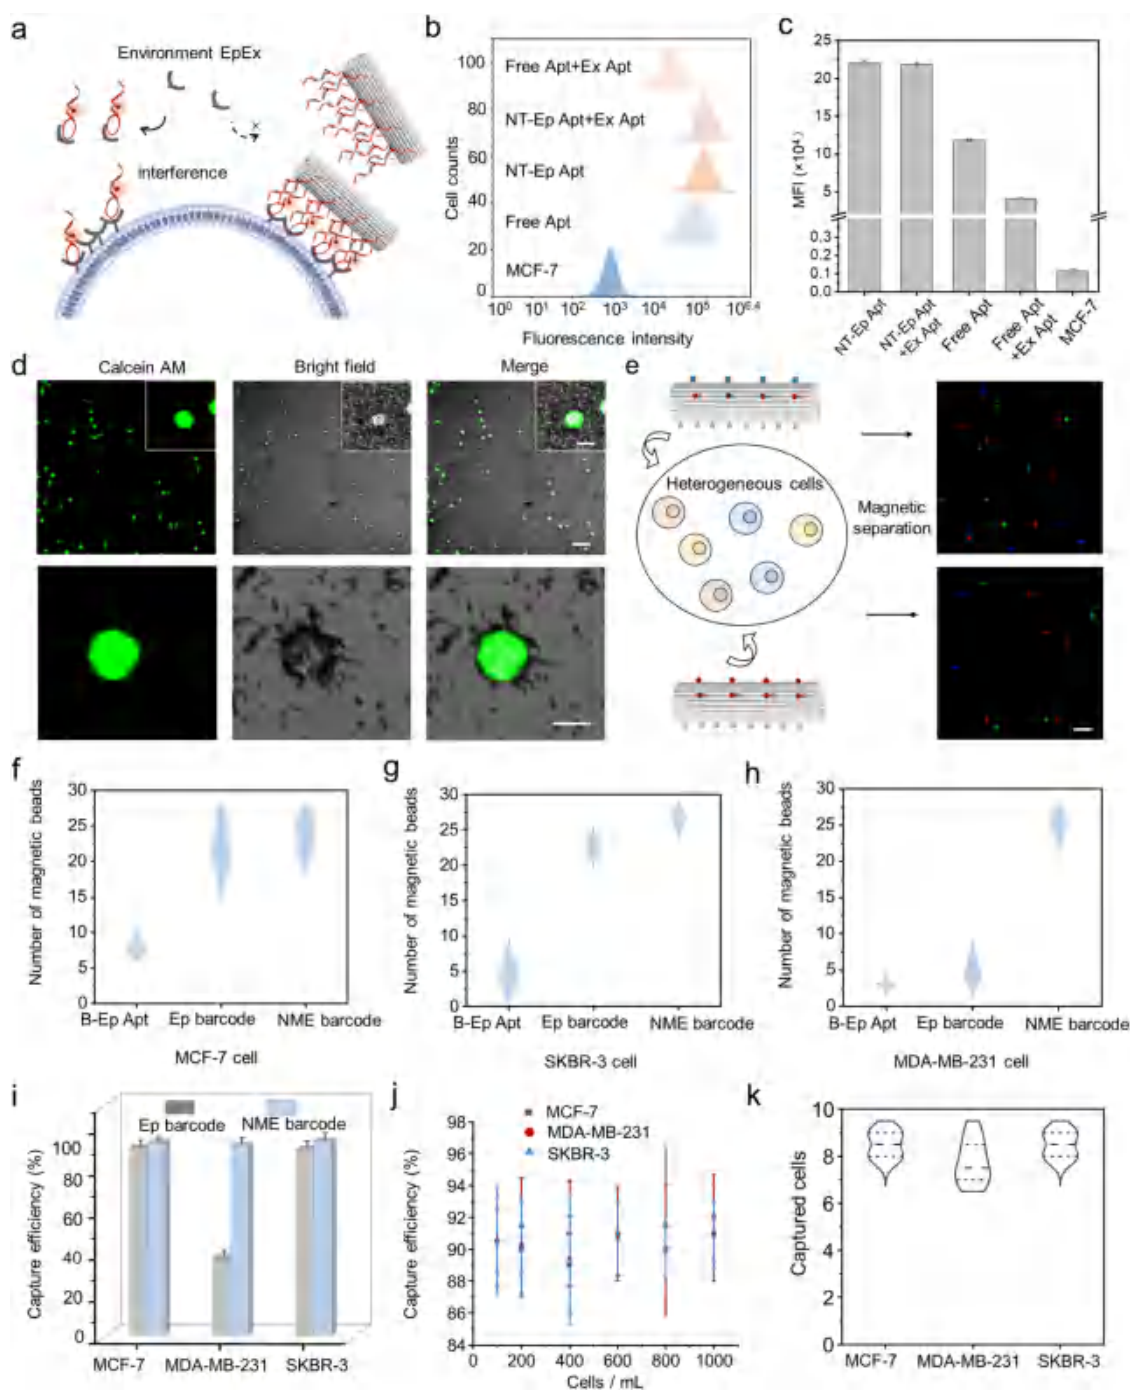 a
Environment EpEx
Interference
b
Cell counts
100
80
60
40
20
0
Free Apt+Ex Apt
NT-Ep Apt+Ex Apt
NT-Ep Apt
Free Apt
MCF-7
10⁰ 10¹ 10² 10³ 10⁴ 10⁵
Fluorescence intensity
c
MFI (×10⁴)
25
20
15
10
5
0.3
0.2
0.1
0.0
NT-Ep Apt
NT-Ep Apt
+Ex Apt
Free Apt
Free Apt
+Ex Apt
MCF-7
d
Calcein AM
Bright field
Merge
e
Heterogeneous cells
Magnetic
separation
f
Number of magnetic beads
30
25
20
15
10
5
0
B-Ep Apt Ep barcode NME barcode
MCF-7 cell
g
Number of magnetic beads
30
25
20
15
10
5
0
B-Ep Apt Ep barcode NME barcode
SKBR-3 cell
h
Number of magnetic beads
30
25
20
15
10
5
0
B-Ep Apt Ep barcode NME barcode
MDA-MB-231 cell
i
Ep barcode NME barcode
Capture efficiency (%)
100
80
60
40
20
0
MCF-7 MDA-MB-231 SKBR-3
j
MCF-7
MDA-MB-231
SKBR-3
Capture efficiency (%)
98
96
94
92
90
88
86
84
200 400 600 800 1000
Cells / mL
k
Captured cells
10
8
6
4
2
0
MCF-7 MDA-MB-231 SKBR-3